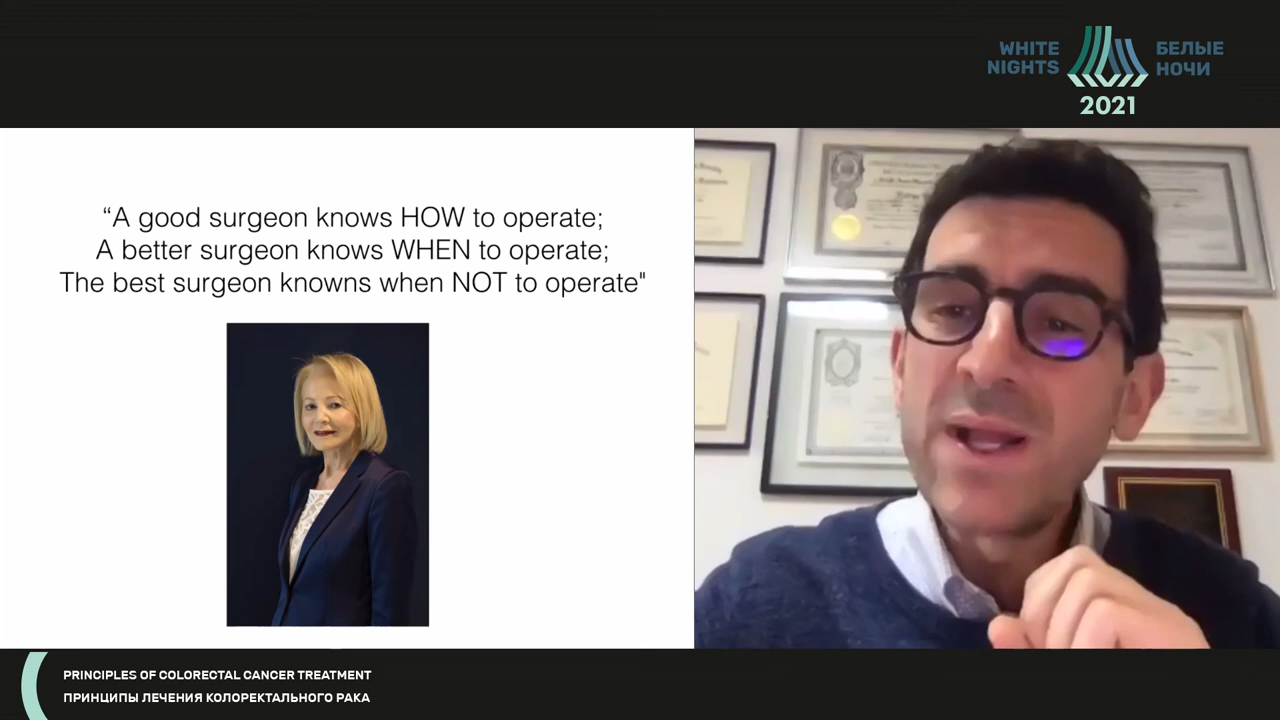 WHITE
NIGHTS
БЕЛЫЕ
НОЧИ
2021
“A good surgeon knows HOW to operate;
A better surgeon knows WHEN to operate;
The best surgeon knowns when NOT to operate"
PRINCIPLES OF COLORECTAL CANCER TREATMENT
ПРИНЦИПЫ ЛЕЧЕНИЯ КОЛОРЕКТАЛЬНОГО РАКА